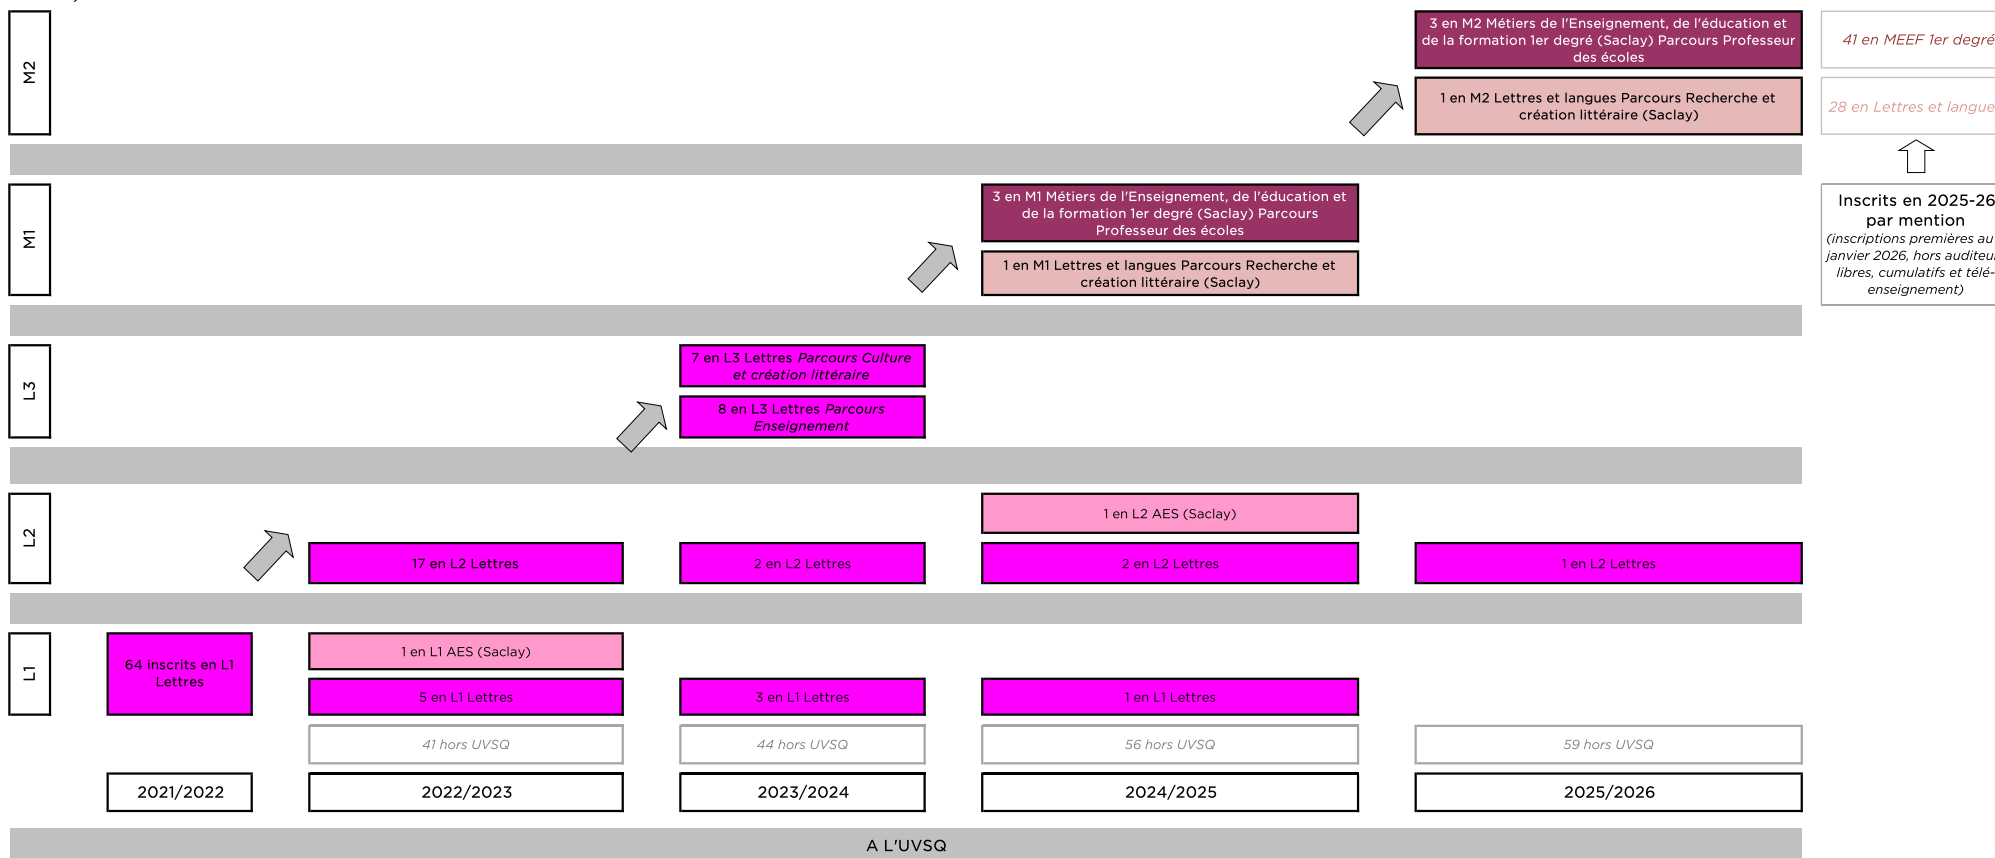 M2
3 en M2 Métiers de l'Enseignement, de l'éducation et
de la formation 1er degré (Saclay) Parcours Professeur
des écoles
41 en MEEF 1er degré
1 en M2 Lettres et langues Parcours Recherche et
création littéraire (Saclay)
28 en Lettres et langue
M1
3 en M1 Métiers de l'Enseignement, de l'éducation et
de la formation 1er degré (Saclay) Parcours
Professeur des écoles
1 en M1 Lettres et langues Parcours Recherche et
création littéraire (Saclay)
Inscrits en 2025-26
par mention
(inscriptions premières au
janvier 2026, hors auditeu
libres, cumulatifs et télé-
enseignement)
L3
7 en L3 Lettres Parcours Culture
et création littéraire
8 en L3 Lettres Parcours
Enseignement
L2
1 en L2 AES (Saclay)
17 en L2 Lettres
2 en L2 Lettres
2 en L2 Lettres
1 en L2 Lettres
L1
64 inscrits en L1
Lettres
1 en L1 AES (Saclay)
5 en L1 Lettres
3 en L1 Lettres
1 en L1 Lettres
41 hors UVSQ
44 hors UVSQ
56 hors UVSQ
59 hors UVSQ
2021/2022
2022/2023
2023/2024
2024/2025
2025/2026
A L'UVSQ